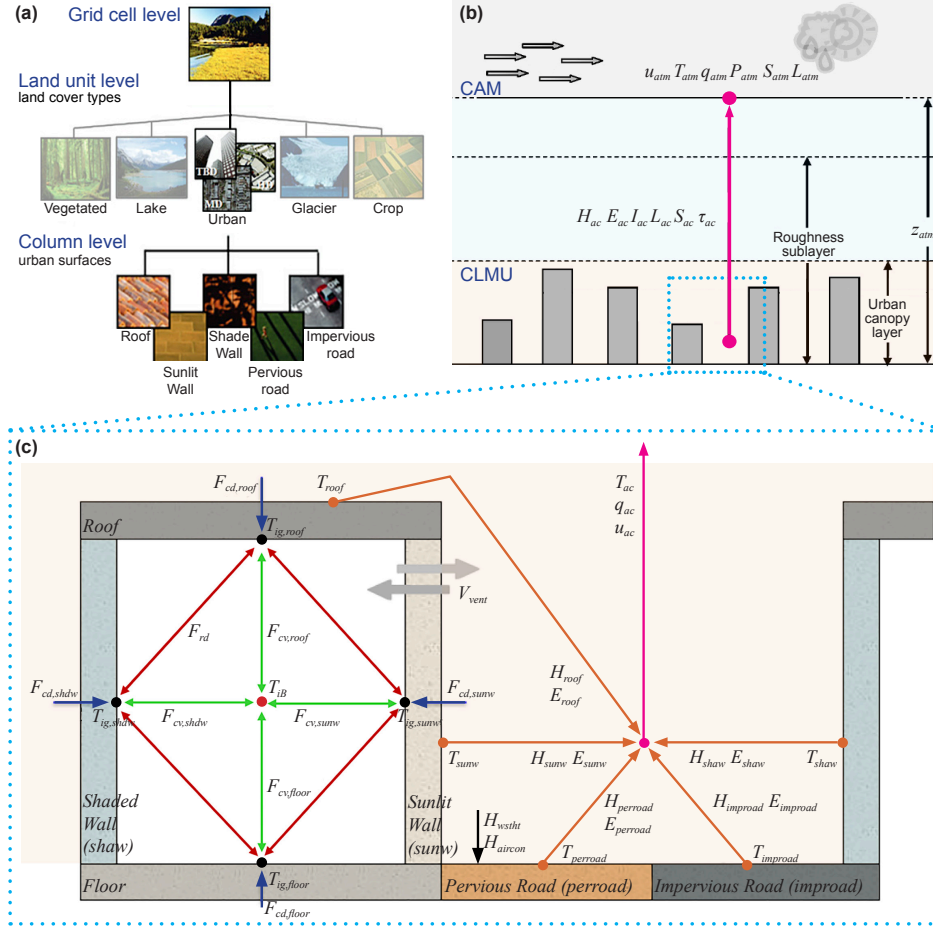 (a)
Grid cell level
Land unit level
land cover types
TBD
HD
MD
Vegetated
Lake
Urban
Glacier
Crop
Column level
urban surfaces
Roof
Shade
Wall
Impervious
road
Sunlit
Wall
Pervious
road
(b)
u_atm T_atm q_atm P_atm S_atm L_atm
CAM
H_ac E_ac I_ac L_ac S_ac τ_ac
Roughness
sublayer
z_atm
CLMU
Urban
canopy
layer
(c)
F_cd,roof
T_roof
T_ac
q_ac
u_ac
Roof
T_ig,roof
V_vent
F_rd
F_cv,roof
H_roof
E_roof
F_cd,shdw
T_iB
F_cd,sunw
T_ig,shdw
F_cv,shdw
F_cv,sunw
T_ig,sunw
T_sunw
H_sunw E_sunw
H_shaw E_shaw
T_shaw
F_cv,floor
Shaded
Wall
(shaw)
Sunlit
Wall
(sunw)
H_wstht
H_aircon
H_perroad
E_perroad
H_improad E_improad
T_perroad
T_improad
Floor
T_ig,floor
F_cd,floor
Pervious Road (perroad)
Impervious Road (improad)